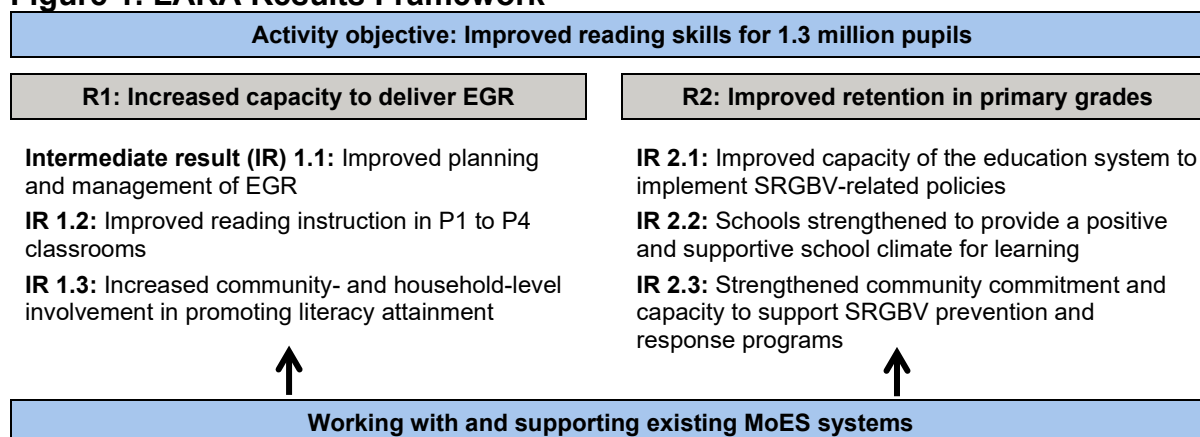 Figure 1: LARA Results Framework
Activity objective: Improved reading skills for 1.3 million pupils
R1: Increased capacity to deliver EGR
Intermediate result (IR) 1.1: Improved planning
and management of EGR
IR 1.2: Improved reading instruction in P1 to P4
classrooms
IR 1.3: Increased community- and household-level
involvement in promoting literacy attainment
R2: Improved retention in primary grades
IR 2.1: Improved capacity of the education system to
implement SRGBV-related policies
IR 2.2: Schools strengthened to provide a positive
and supportive school climate for learning
IR 2.3: Strengthened community commitment and
capacity to support SRGBV prevention and
response programs
Working with and supporting existing MoES systems